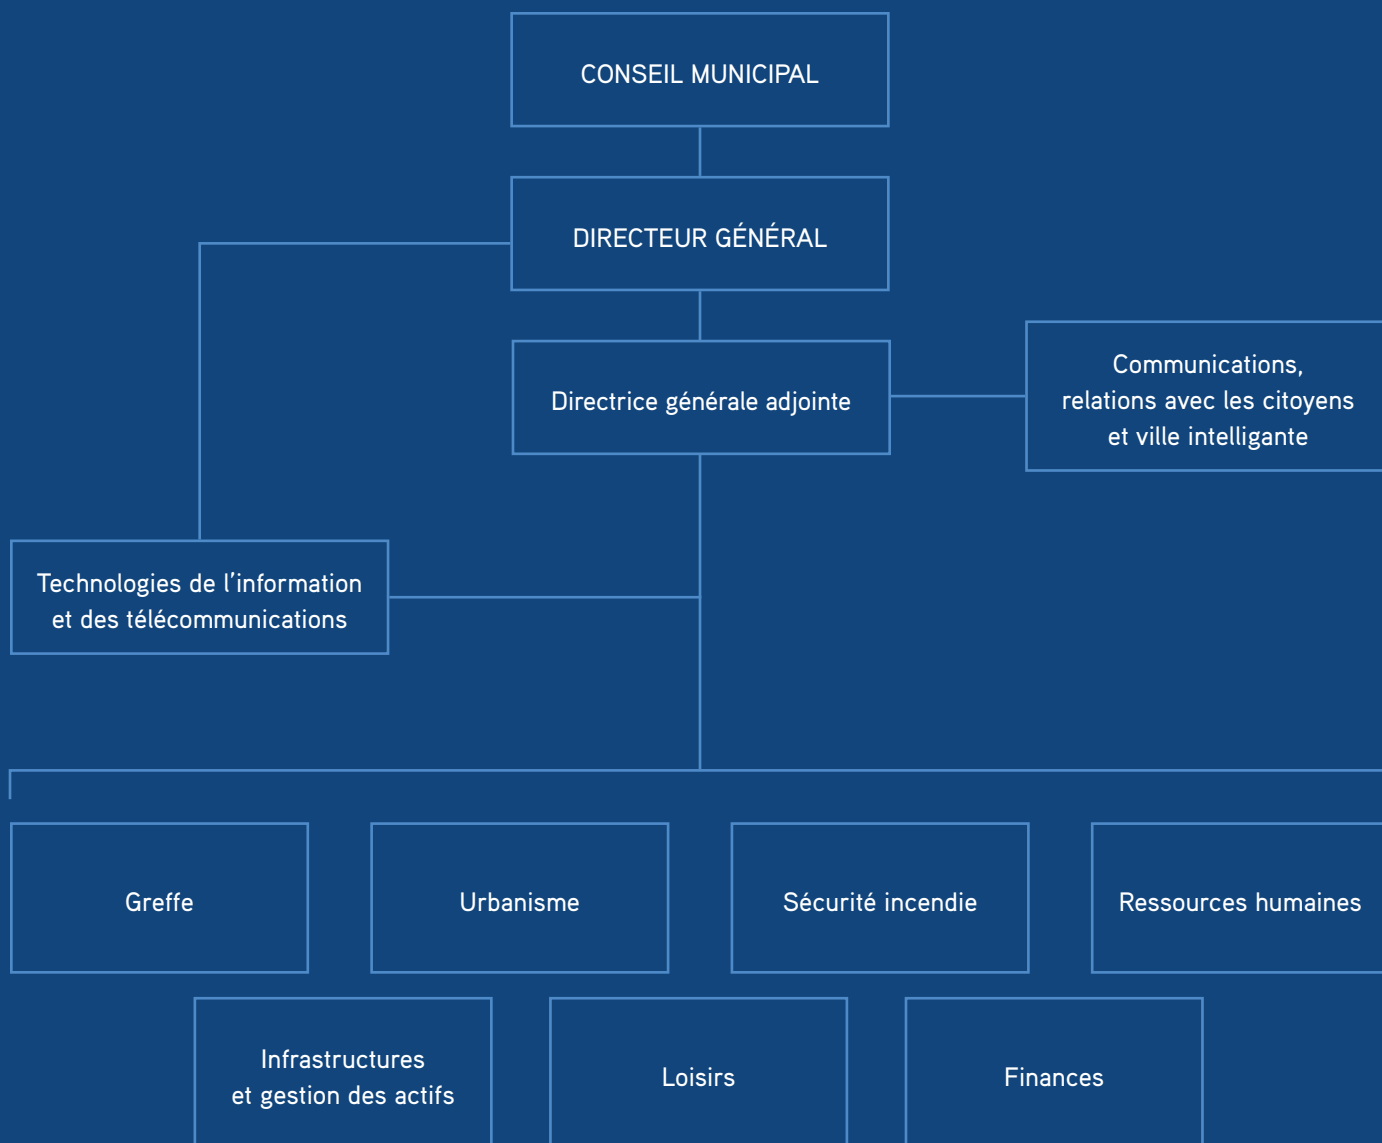 CONSEIL MUNICIPAL
DIRECTEUR GÉNÉRAL
Directrice générale adjointe
Communications,
relations avec les citoyens
et ville intelligante
Technologies de l'information
et des télécommunications
Greffe
Urbanisme
Sécurité incendie
Ressources humaines
Infrastructures
et gestion des actifs
Loisirs
Finances